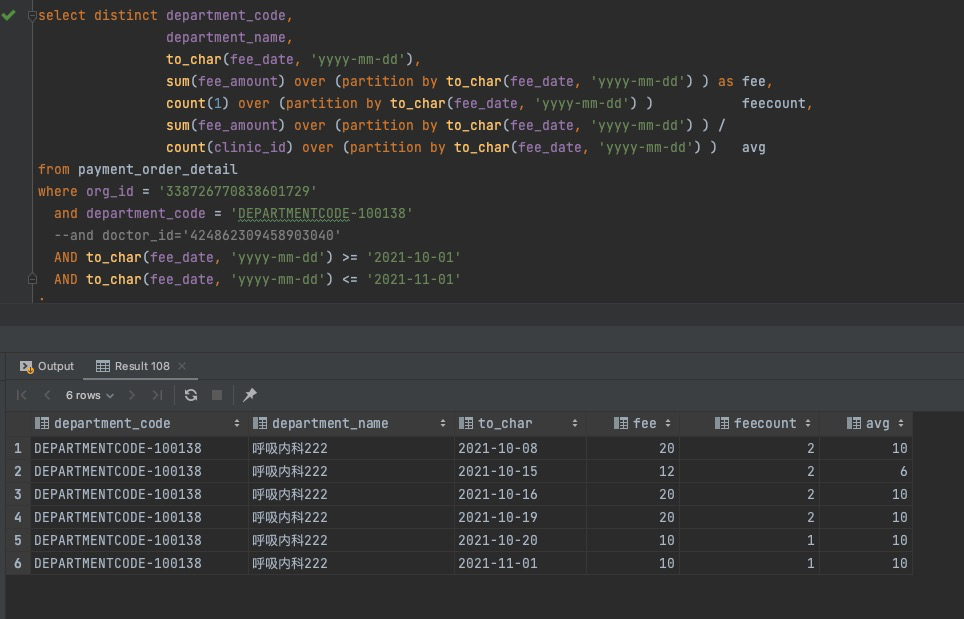 select distinct department_code,
department_name,
to_char(fee_date, 'yyyy-mm-dd'),
sum(fee_amount) over (partition by to_char(fee_date, 'yyyy-mm-dd') ) as fee,
count(1) over (partition by to_char(fee_date, 'yyyy-mm-dd') ) feecount,
sum(fee_amount) over (partition by to_char(fee_date, 'yyyy-mm-dd') ) /
count(clinic_id) over (partition by to_char(fee_date, 'yyyy-mm-dd') ) avg
from payment_order_detail
where org_id = '338726770838601729'
and department_code = 'DEPARTMENTCODE-100138'
--and doctor_id='424862309458903040'
AND to_char(fee_date, 'yyyy-mm-dd') >= '2021-10-01'
AND to_char(fee_date, 'yyyy-mm-dd') <= '2021-11-01'
Output Result 108
6 rows
department_code department_name to_char fee feecount avg
1 DEPARTMENTCODE-100138 呼吸内科222 2021-10-08 20 2 10
2 DEPARTMENTCODE-100138 呼吸内科222 2021-10-15 12 2 6
3 DEPARTMENTCODE-100138 呼吸内科222 2021-10-16 20 2 10
4 DEPARTMENTCODE-100138 呼吸内科222 2021-10-19 20 2 10
5 DEPARTMENTCODE-100138 呼吸内科222 2021-10-20 10 1 10
6 DEPARTMENTCODE-100138 呼吸内科222 2021-11-01 10 1 10